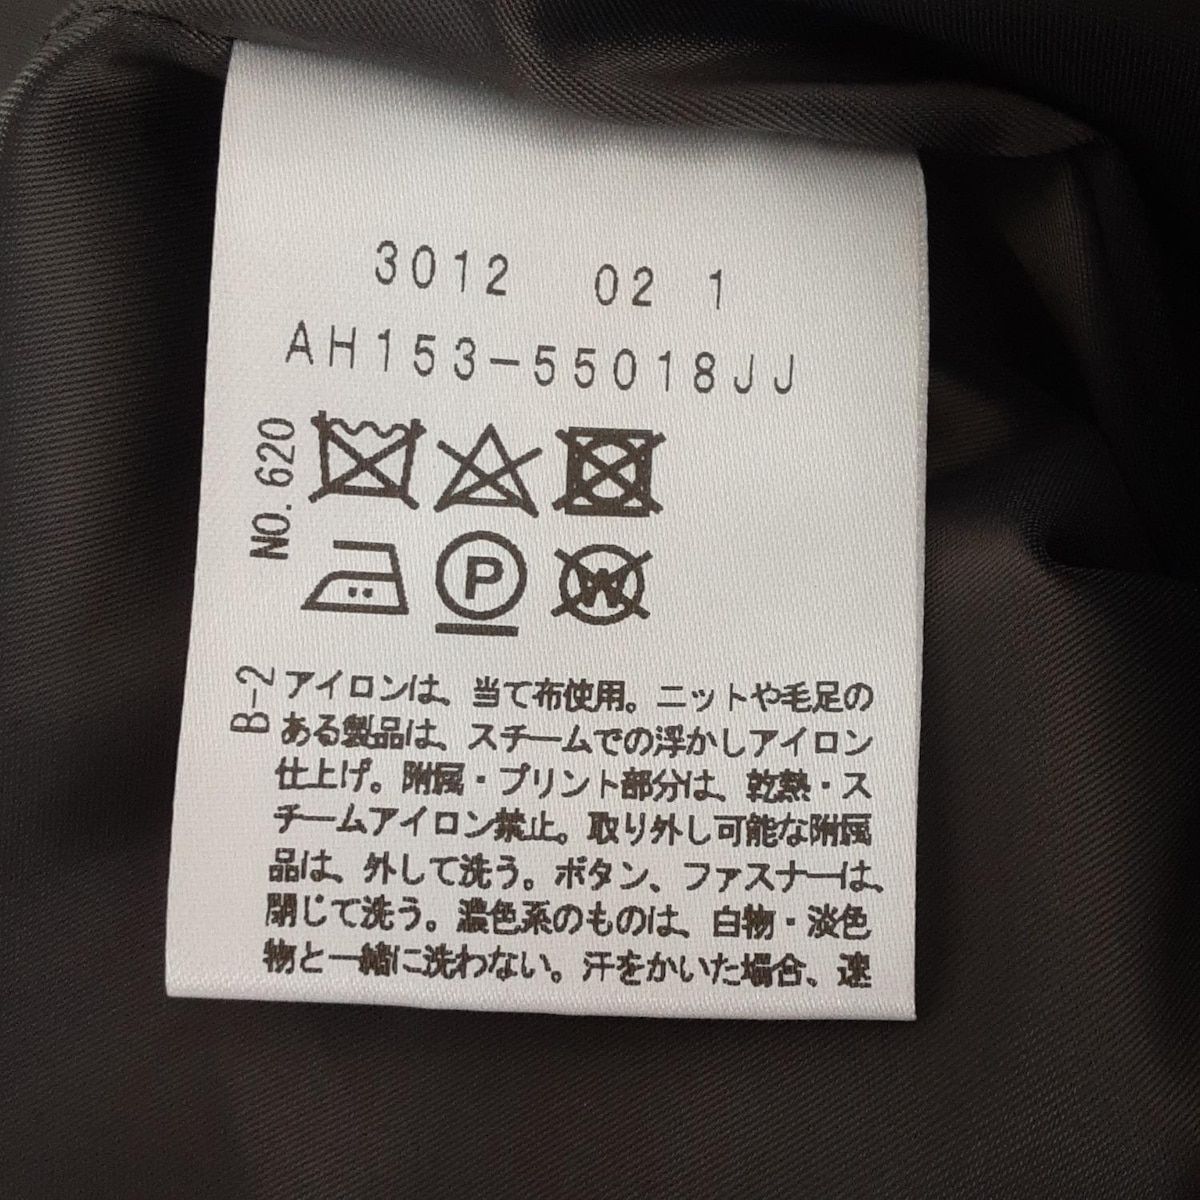 3012 02 1
AH153-55018JJ
NO. 620
P
W
B-2
アイロンは、当て布使用。ニットや毛足の
ある製品は、スチームでの浮かしアイロン
仕上げ。附属・プリント部分は、乾熱・ス
チームアイロン禁止。取り外し可能な附属
品は、外して洗う。ボタン、ファスナーは、
閉じて洗う。濃色系のものは、白物・淡色
物と一緒に洗わない。汗をかいた場合、速